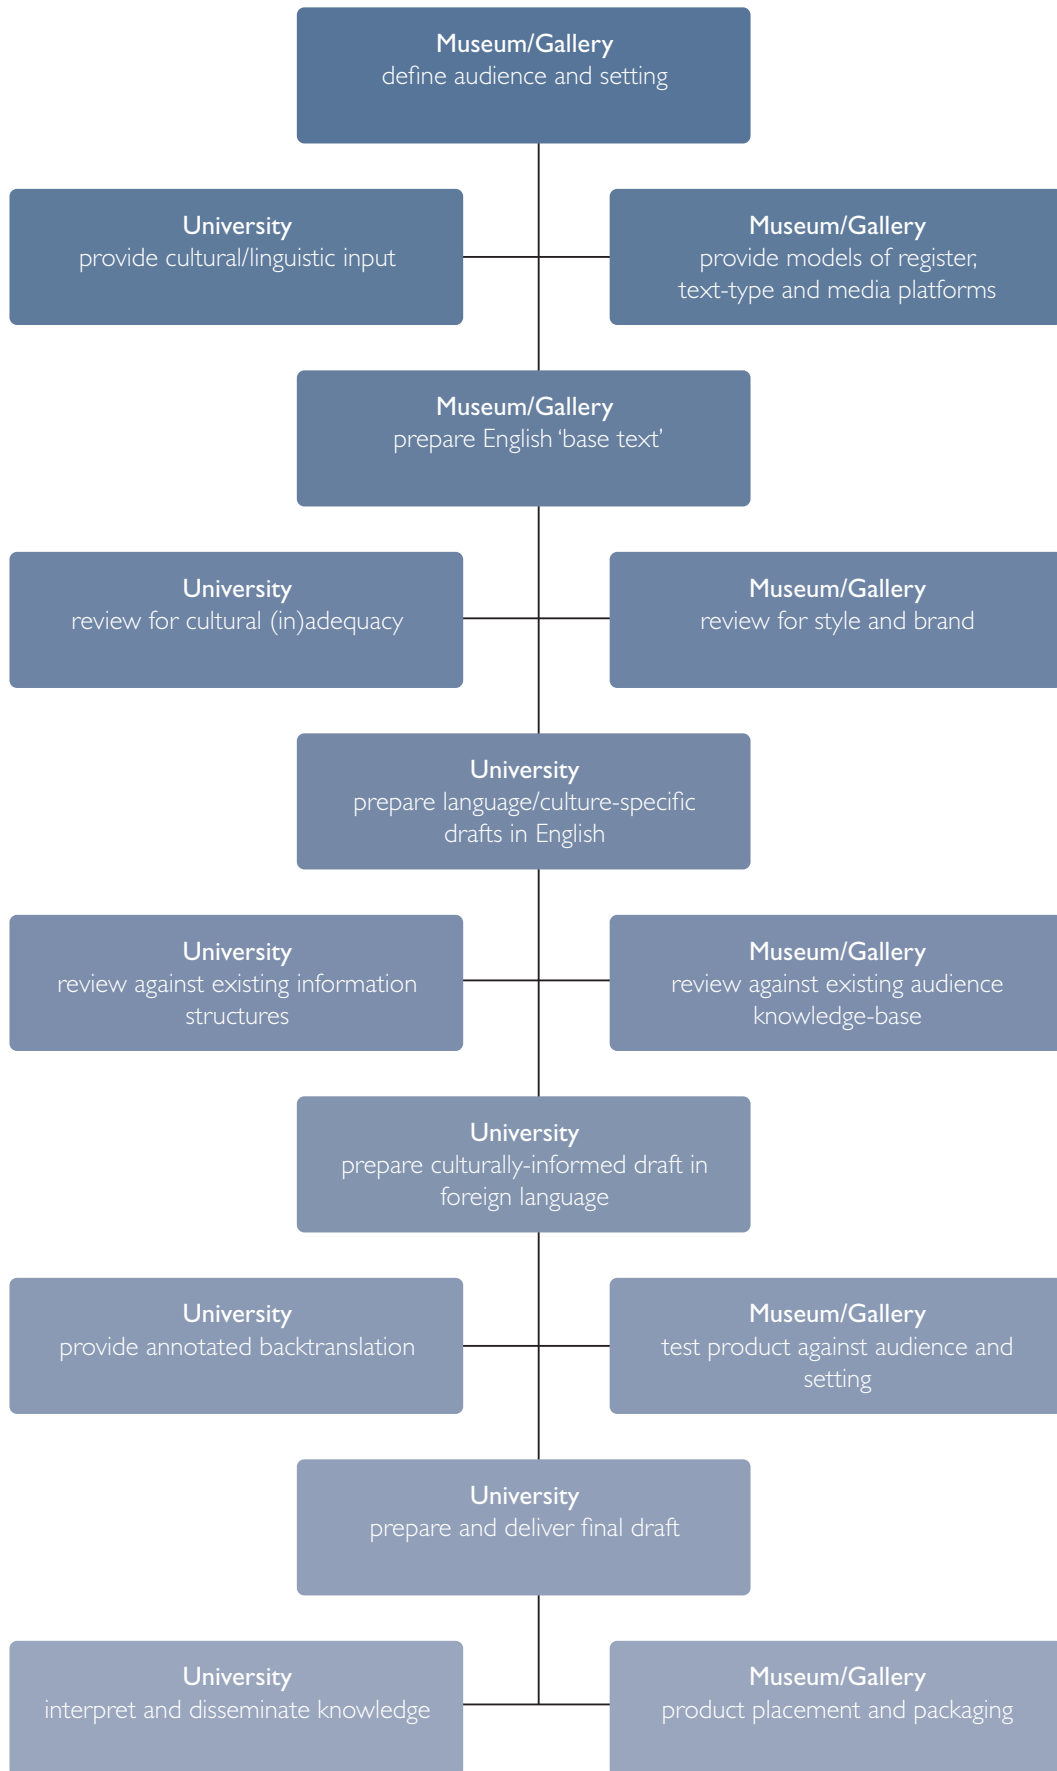 Museum/Gallery
define audience and setting
University
provide cultural/linguistic input
Museum/Gallery
provide models of register,
text-type and media platforms
Museum/Gallery
prepare English ‘base text’
University
review for cultural (in)adequacy
Museum/Gallery
review for style and brand
University
prepare language/culture-specific
drafts in English
University
review against existing information
structures
Museum/Gallery
review against existing audience
knowledge-base
University
prepare culturally-informed draft in
foreign language
University
provide annotated backtranslation
Museum/Gallery
test product against audience and
setting
University
prepare and deliver final draft
University
interpret and disseminate knowledge
Museum/Gallery
product placement and packaging